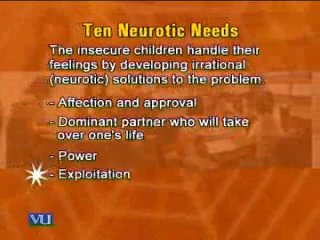 Ten Neurotic Needs
The insecure children handle their
feelings by developing irrational
(neurotic) solutions to the problem.
- Affection and approval
- Dominant partner who will take
over one's life
- Power
- Exploitation
VU